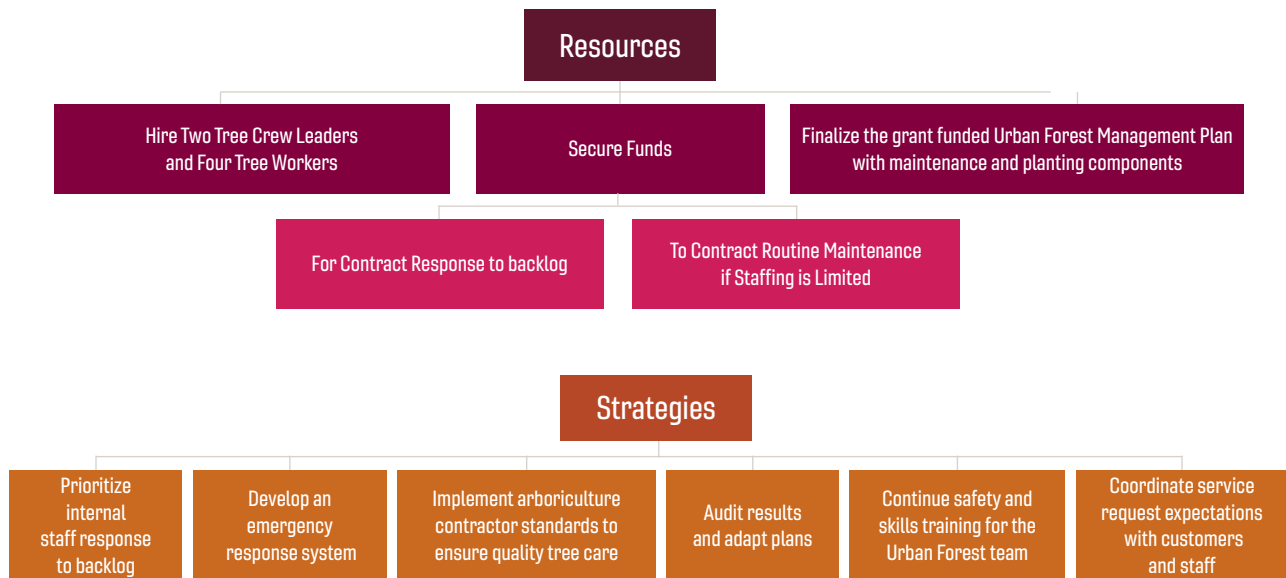 Resources
Hire Two Tree Crew Leaders
and Four Tree Workers
Secure Funds
Finalize the grant funded Urban Forest Management Plan
with maintenance and planting components
For Contract Response to backlog
To Contract Routine Maintenance
if Staffing is Limited
Strategies
Prioritize
internal
staff response
to backlog
Develop an
emergency
response system
Implement arboriculture
contractor standards to
ensure quality tree care
Audit results
and adapt plans
Continue safety and
skills training for the
Urban Forest team
Coordinate service
request expectations
with customers
and staff